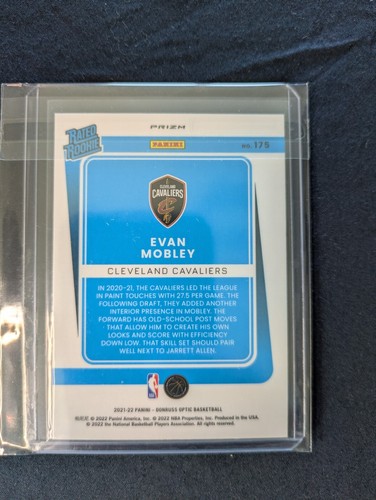 RATED
ROOKIE
PRIZM
PANINI
NO. 175
CLEVELAND
CAVALIERS
EVAN
MOBLEY
CLEVELAND CAVALIERS
IN 2020-21, THE CAVALIERS LED THE LEAGUE
IN PAINT TOUCHES WITH 27.5 PER GAME. THE
FOLLOWING DRAFT, THEY ADDED ANOTHER
INTERIOR PRESENCE IN MOBLEY. THE
FORWARD HAS OLD-SCHOOL POST MOVES
THAT ALLOW HIM TO CREATE HIS OWN
LOOKS AND SCORE WITH EFFICIENCY
DOWN LOW. THAT SKILL SET SHOULD PAIR
WELL NEXT TO JARRETT ALLEN.
NBA
2021-22 PANINI - DONRUSS OPTIC BASKETBALL
© 2022 Panini America, Inc. © 2022 NBA Properties, Inc. Produced in the USA.
© 2022 the National Basketball Players Association. All rights reserved.